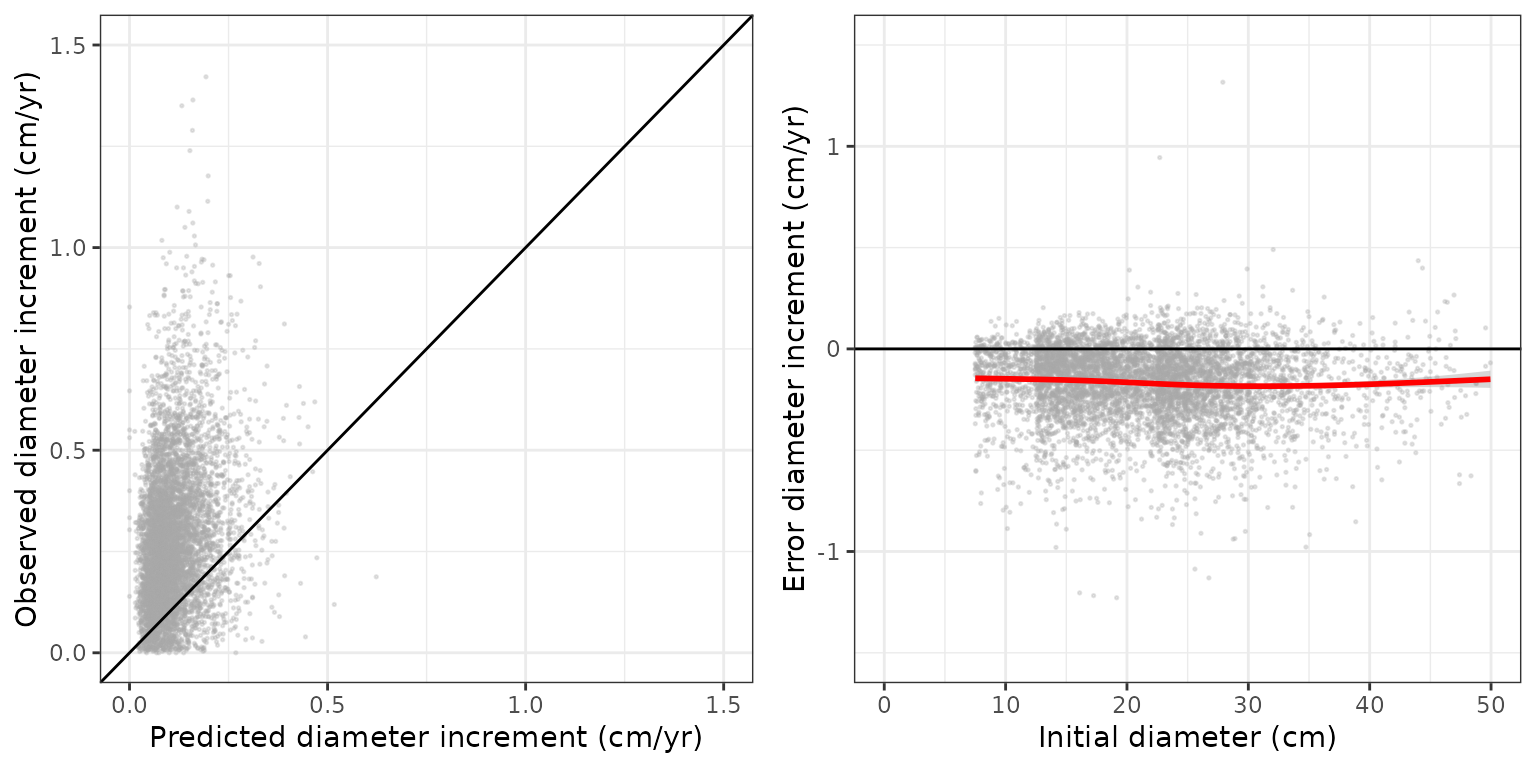 Observed diameter increment (cm/yr)
1.5
1.0
0.5
0.0
0.0 0.5 1.0 1.5
Predicted diameter increment (cm/yr)
Error diameter increment (cm/yr)
1
0
-1
0 10 20 30 40 50
Initial diameter (cm)